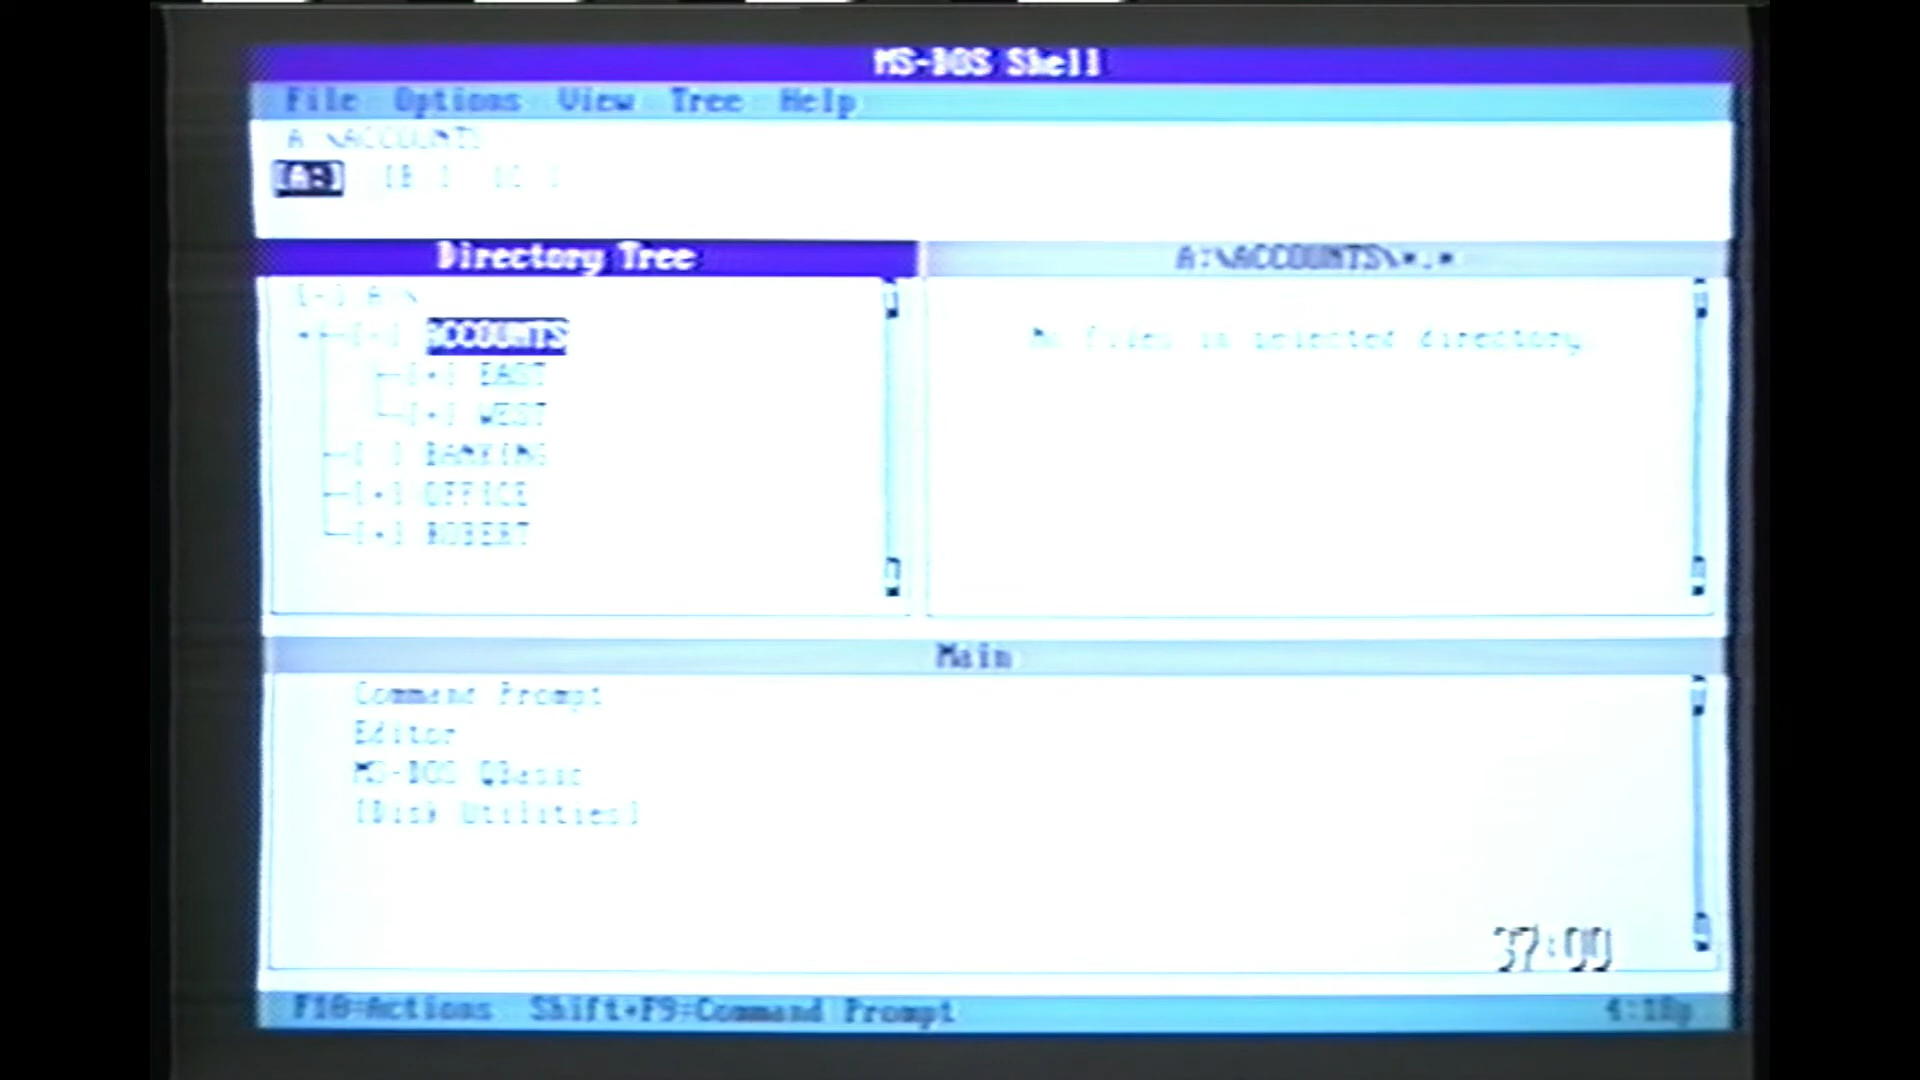 MS-DOS Shell
File Options View Tree Help
A:\ACCOUNTS
[A:] [B:] [C:]
Directory Tree
A:\ACCOUNTS\*.*
[-] A:\
[-] ACCOUNTS
[+] EAST
[+] WEST
[ ] BANKING
[+] OFFICE
[+] ROBERT
No files in selected directory.
Main
Command Prompt
Editor
MS-DOS QBasic
[Disk Utilities]
37:00
F10=Actions Shift+F9=Command Prompt
4:18p